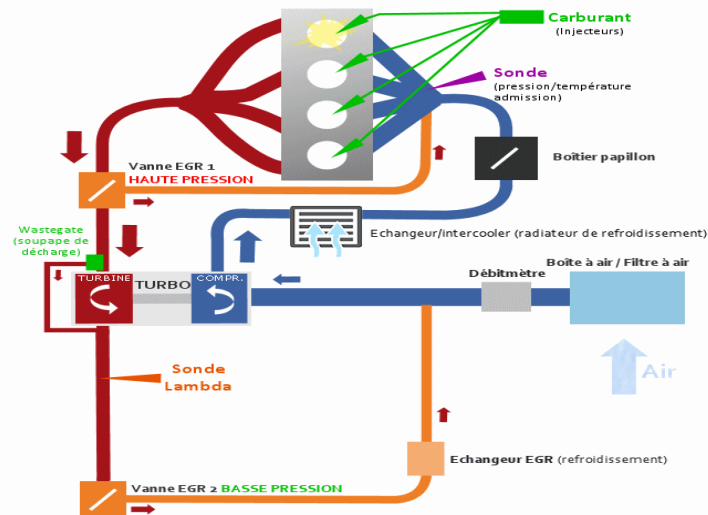 Carburant
(Injecteurs)
Sonde
(pression/température
admission)
Vanne EGR 1
HAUTE PRESSION
Boîtier papillon
Wastegate
(soupape de
décharge)
Echangeur/intercooler (radiateur de refroidissement)
Boîte à air / Filtre à air
Débitmètre
TURBINE
TURBO
COMPR.
Sonde
Lambda
Air
Echangeur EGR (refroidissement)
Vanne EGR 2 BASSE PRESSION